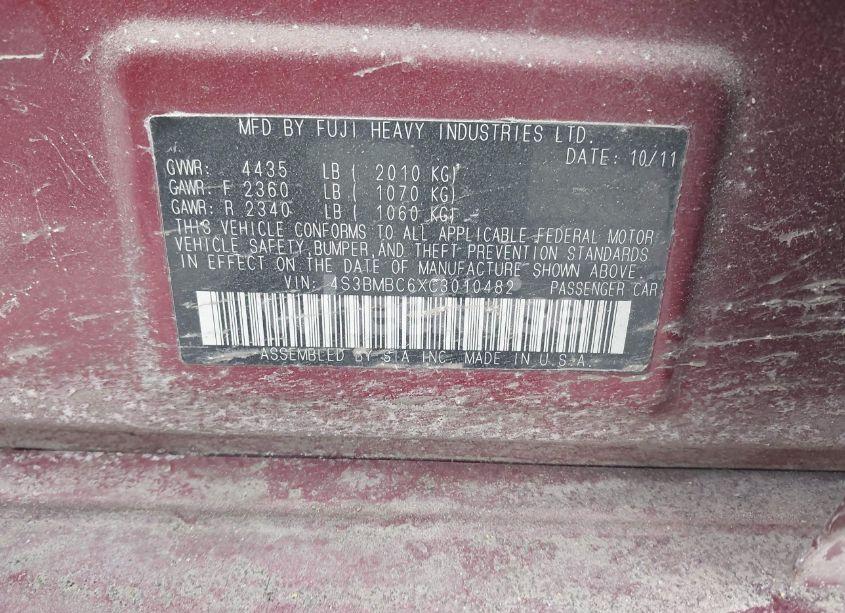 MFD BY FUJI HEAVY INDUSTRIES LTD.
DATE: 10/11
GVWR: 4435 LB ( 2010 KG)
GAWR: F 2360 LB ( 1070 KG)
GAWR: R 2340 LB ( 1060 KG)
THIS VEHICLE CONFORMS TO ALL APPLICABLE FEDERAL MOTOR
VEHICLE SAFETY, BUMPER, AND THEFT PREVENTION STANDARDS
IN EFFECT ON THE DATE OF MANUFACTURE SHOWN ABOVE.
VIN: 4S3BMBC6XC3010482 PASSENGER CAR
ASSEMBLED BY SIA INC. MADE IN U.S.A.